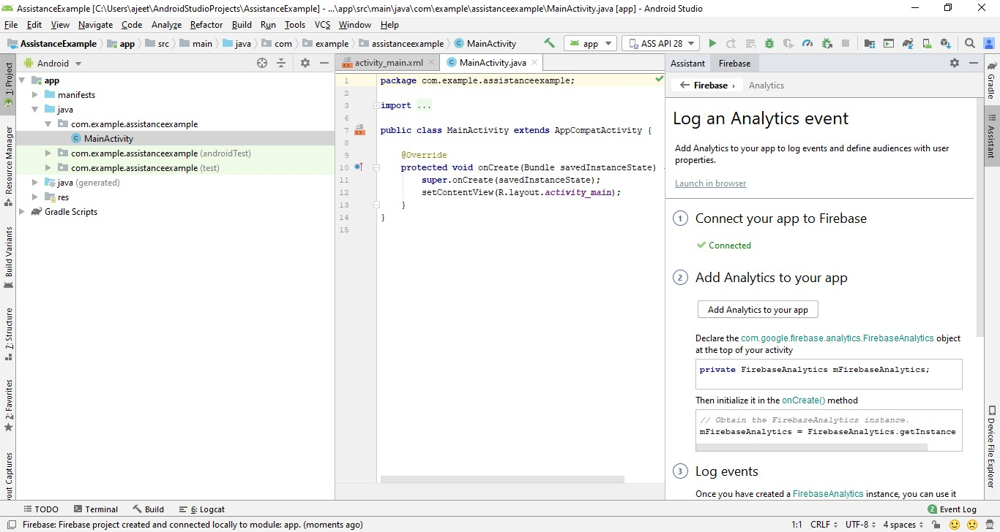 AssistanceExample [C:\Users\ajeet\AndroidStudioProjects\AssistanceExample] - ...\app\src\main\java\com\example\assistanceexample\MainActivity.java [app] - Android Studio
File Edit View Navigate Code Analyze Refactor Build Run Tools VCS Window Help
AssistanceExample app src main java com example assistanceexample MainActivity app ASS API 28
1: Project
Resource Manager
Build Variants
7: Structure
2: Favorites
out Captures
Android
app
manifests
java
com.example.assistanceexample
MainActivity
com.example.assistanceexample (androidTest)
com.example.assistanceexample (test)
java (generated)
res
Gradle Scripts
activity_main.xml MainActivity.java
1 package com.example.assistanceexample;
2
3 import ...
6
7 public class MainActivity extends AppCompatActivity {
8
9 @Override
10 protected void onCreate(Bundle savedInstanceState)
11 super.onCreate(savedInstanceState);
12 setContentView(R.layout.activity_main);
13 }
14 }
15
Assistant Firebase
Firebase › Analytics
Log an Analytics event
Add Analytics to your app to log events and define audiences with user
properties.
Launch in browser
1 Connect your app to Firebase
Connected
2 Add Analytics to your app
Add Analytics to your app
Declare the com.google.firebase.analytics.FirebaseAnalytics object
at the top of your activity
private FirebaseAnalytics mFirebaseAnalytics;
Then initialize it in the onCreate() method
// Obtain the FirebaseAnalytics instance.
mFirebaseAnalytics = FirebaseAnalytics.getInstance
3 Log events
Once you have created a FirebaseAnalytics instance, you can use it
Gradle
Assistant
Device File Explorer
TODO Terminal Build 6: Logcat 2 Event Log
Firebase: Firebase project created and connected locally to module: app. (moments ago) 1:1 CRLF UTF-8 4 spaces